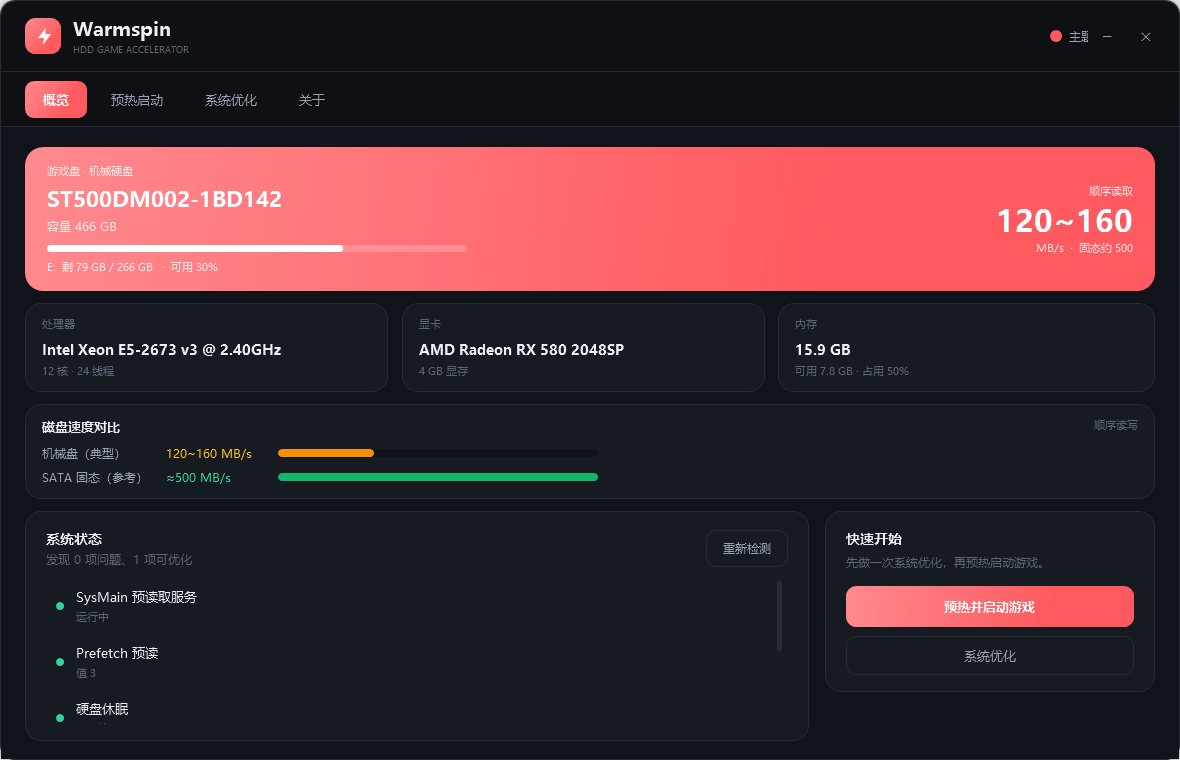 Warmspin
HDD GAME ACCELERATOR
主题
概览
预热启动
系统优化
关于
游戏盘 · 机械硬盘
ST500DM002-1BD142
容量 466 GB
E: 剩 79 GB / 266 GB · 可用 30%
顺序读取
120~160
MB/s · 固态约 500
处理器
Intel Xeon E5-2673 v3 @ 2.40GHz
12 核 · 24 线程
显卡
AMD Radeon RX 580 2048SP
4 GB 显存
内存
15.9 GB
可用 7.8 GB · 占用 50%
磁盘速度对比
顺序读写
机械盘（典型） 120~160 MB/s
SATA 固态（参考） ≈500 MB/s
系统状态
发现 0 项问题、1 项可优化
重新检测
SysMain 预读取服务
运行中
Prefetch 预读
值 3
硬盘休眠
快速开始
先做一次系统优化，再预热启动游戏。
预热并启动游戏
系统优化